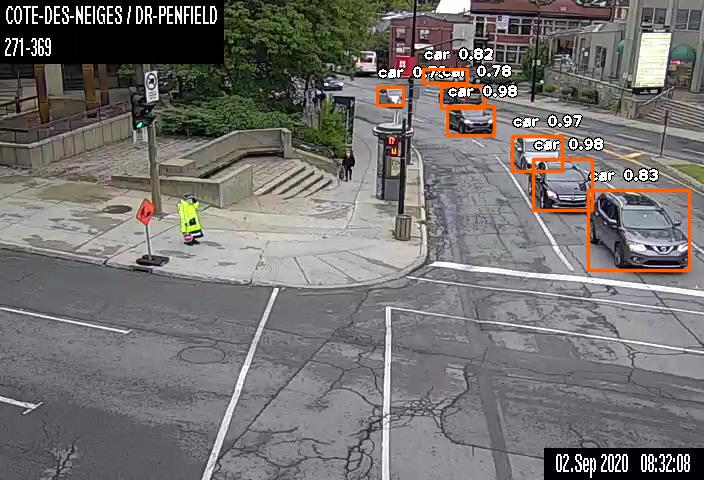 COTE-DES-NEIGES / DR-PENFIELD
271-369
car 0.82
car 0.78
car 0.98
car 0.97
car 0.98
car 0.83
02.Sep 2020 08:32:08